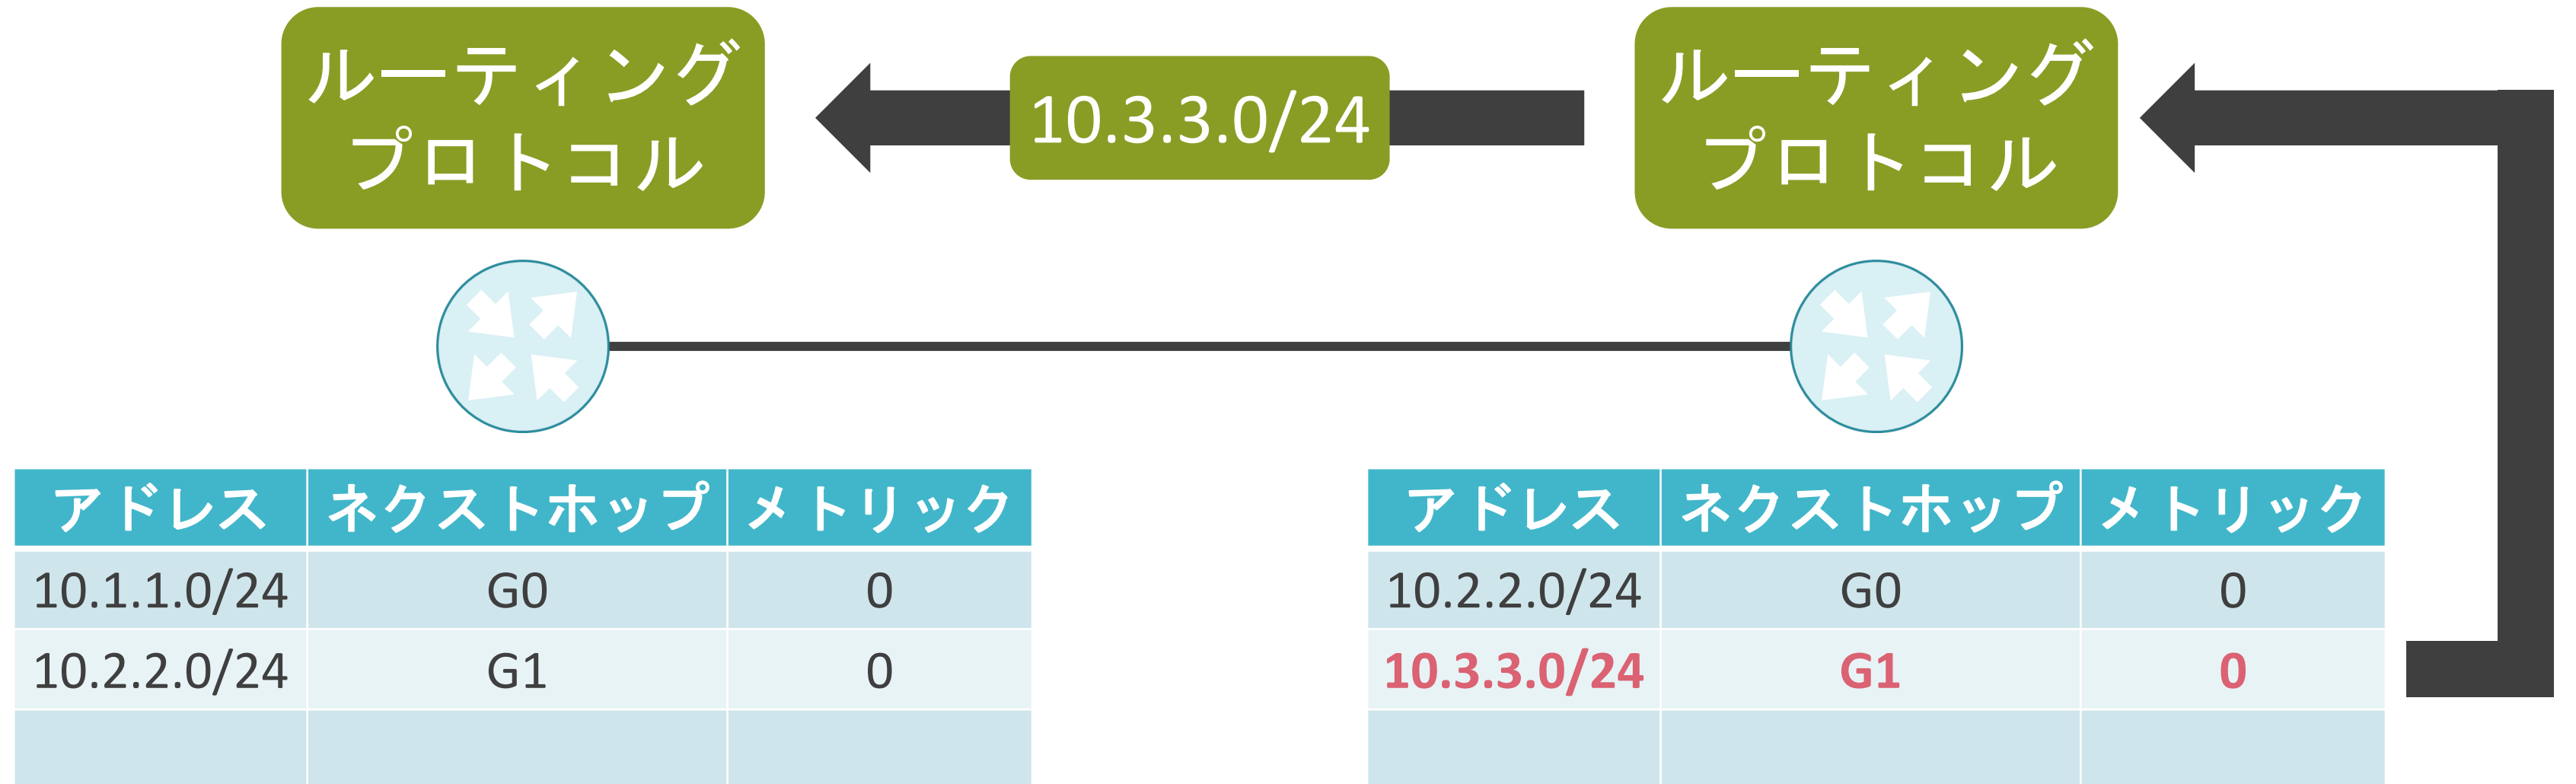 ルーティング
プロトコル
10.3.3.0/24
ルーティング
プロトコル
アドレス ネクストホップ メトリック
10.1.1.0/24 G0 0
10.2.2.0/24 G1 0
アドレス ネクストホップ メトリック
10.2.2.0/24 G0 0
10.3.3.0/24 G1 0